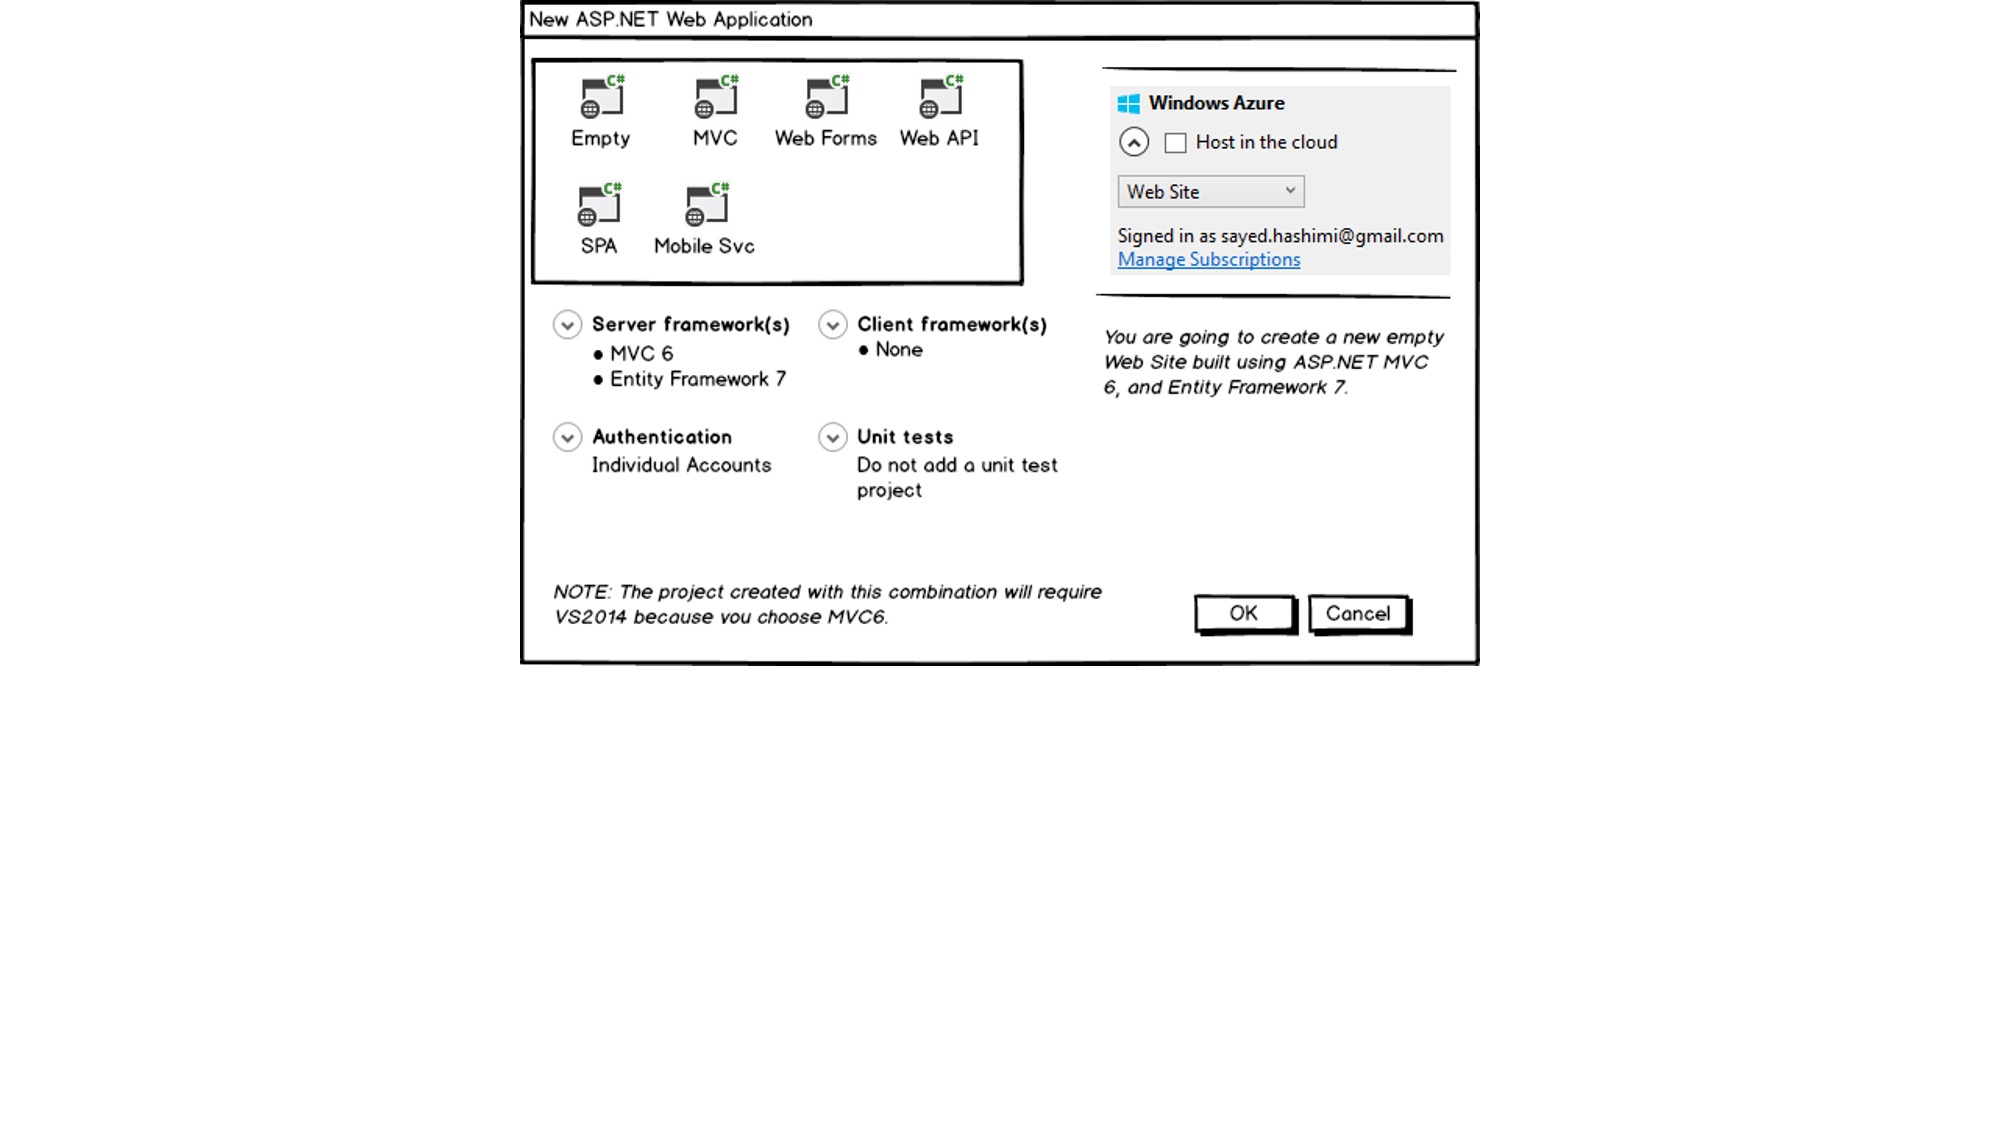 New ASP.NET Web Application
C# C# C# C#
Empty MVC Web Forms Web API
C# C#
SPA Mobile Svc
Windows Azure
Host in the cloud
Web Site
Signed in as sayed.hashimi@gmail.com
Manage Subscriptions
Server framework(s)
• MVC 6
• Entity Framework 7
Client framework(s)
• None
You are going to create a new empty
Web Site built using ASP.NET MVC
6, and Entity Framework 7.
Authentication
Individual Accounts
Unit tests
Do not add a unit test
project
NOTE: The project created with this combination will require
VS2014 because you choose MVC6.
OK
Cancel